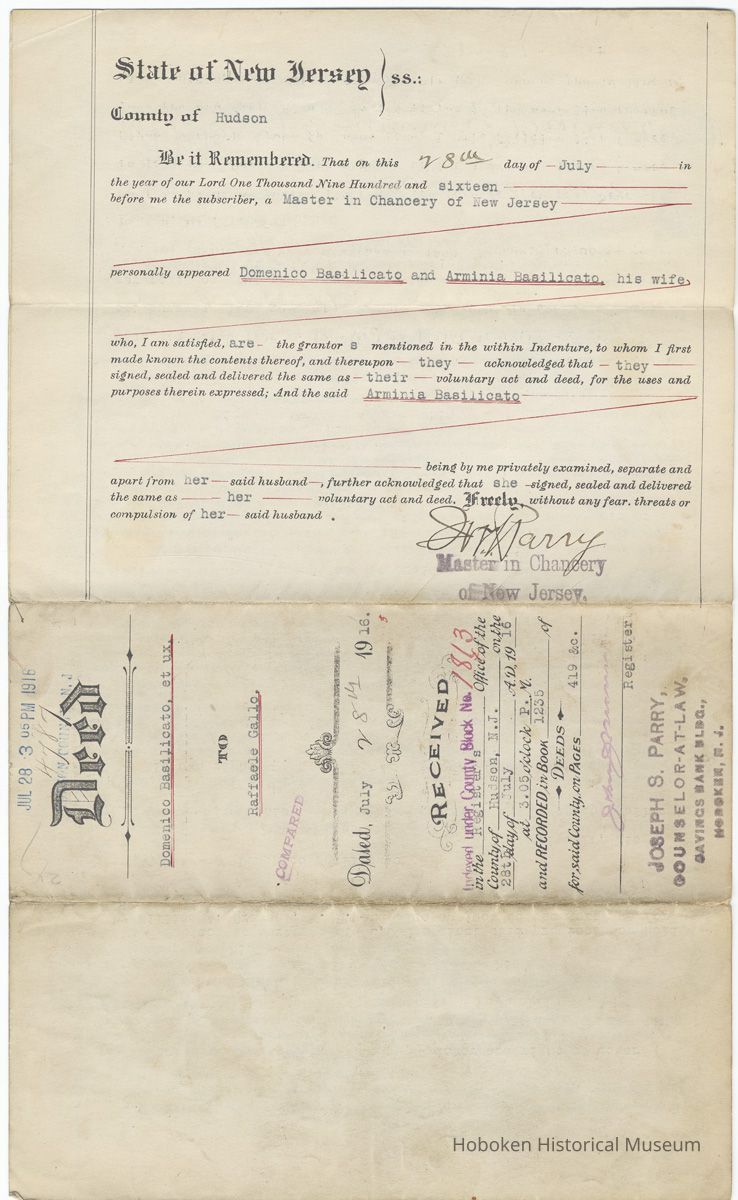 State of New Jersey } ss.:
County of Hudson
Be it Remembered. That on this 28th day of July in
the year of our Lord One Thousand Nine Hundred and sixteen
before me the subscriber, a Master in Chancery of New Jersey
personally appeared Domenico Basilicato and Arminia Basilicato, his wife,
who, I am satisfied, are the grantor s mentioned in the within Indenture, to whom I first
made known the contents thereof, and thereupon they acknowledged that they
signed, sealed and delivered the same as their voluntary act and deed, for the uses and
purposes therein expressed; And the said Arminia Basilicato
being by me privately examined, separate and
apart from her said husband, further acknowledged that she signed, sealed and delivered
the same as her voluntary act and deed. Freely, without any fear. threats or
compulsion of her said husband .
Parry
Master in Chancery
of New Jersey.
JUL 28 3 05 PM 1916
Deed
Domenico Basilicato, et ux.
TO
Raffaele Gallo.
COMPARED
Dated, July 28th 1916.
RECEIVED
Indexed under County Block No.
in the Register's Office of the
County of Hudson, N.J. on the
28th day of July A.D, 1916
at 3.05 o'clock P. M.
and RECORDED in BOOK 1235 of
DEEDS
for said County, on PAGES 419 &c.
Register.
JOSEPH S. PARRY,
COUNSELOR-AT-LAW,
SAVINGS BANK BLDG.,
HOBOKEN, N. J.
Hoboken Historical Museum